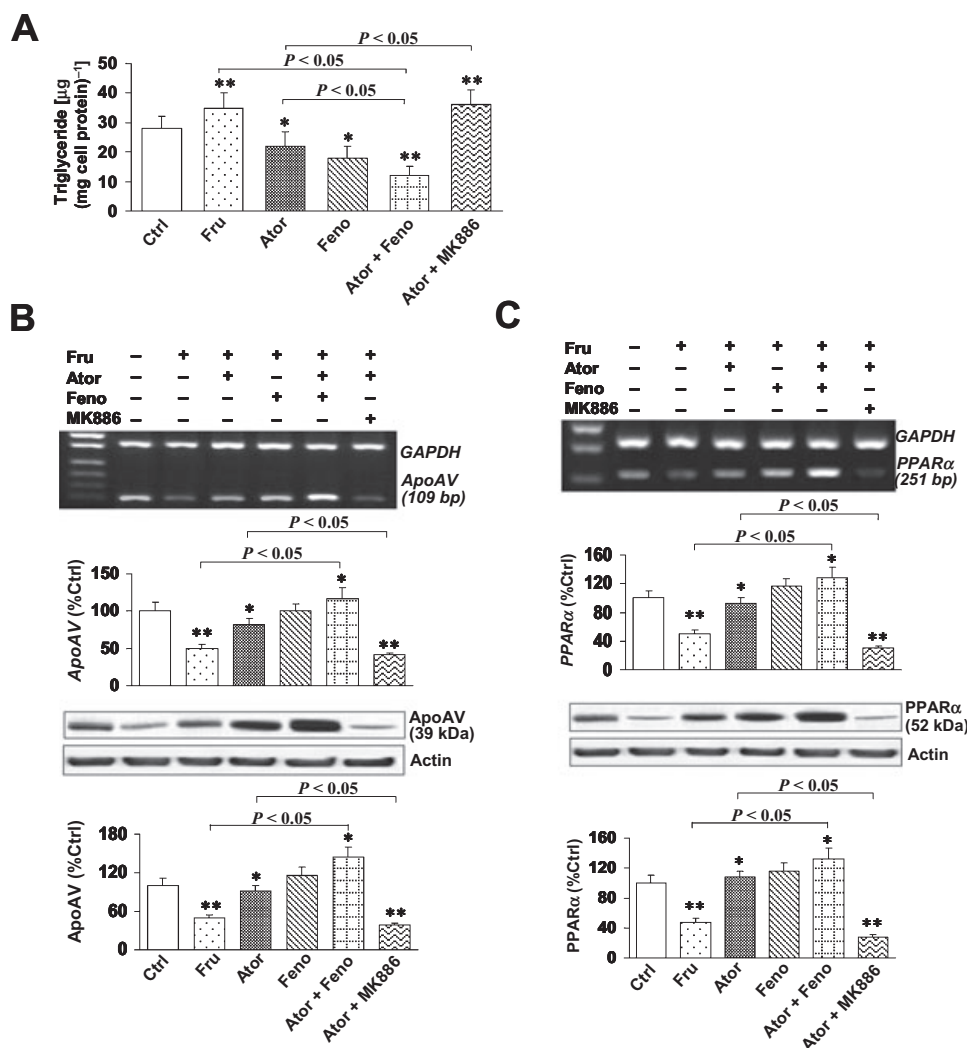 A
P < 0.05
P < 0.05
P < 0.05
Triglyceride [µg
(mg cell protein)⁻¹]
50
40
30
20
10
0
** * * ** **
Ctrl Fru Ator Feno Ator + Feno Ator + MK886
B
Fru – + + + + +
Ator – – + – + +
Feno – – – + + –
MK886 – – – – – +
GAPDH
ApoAV
(109 bp)
P < 0.05
P < 0.05
ApoAV (%Ctrl)
150
100
50
0
** * * **
ApoAV
(39 kDa)
Actin
P < 0.05
P < 0.05
ApoAV (%Ctrl)
180
120
60
0
** * * **
Ctrl Fru Ator Feno Ator + Feno Ator + MK886
C
Fru – + + + + +
Ator – – + – + +
Feno – – – + + –
MK886 – – – – – +
GAPDH
PPARα
(251 bp)
P < 0.05
P < 0.05
PPARα (%Ctrl)
160
120
80
40
0
** * * **
PPARα
(52 kDa)
Actin
P < 0.05
P < 0.05
PPARα (%Ctrl)
160
120
80
40
0
** * * **
Ctrl Fru Ator Feno Ator + Feno Ator + MK886